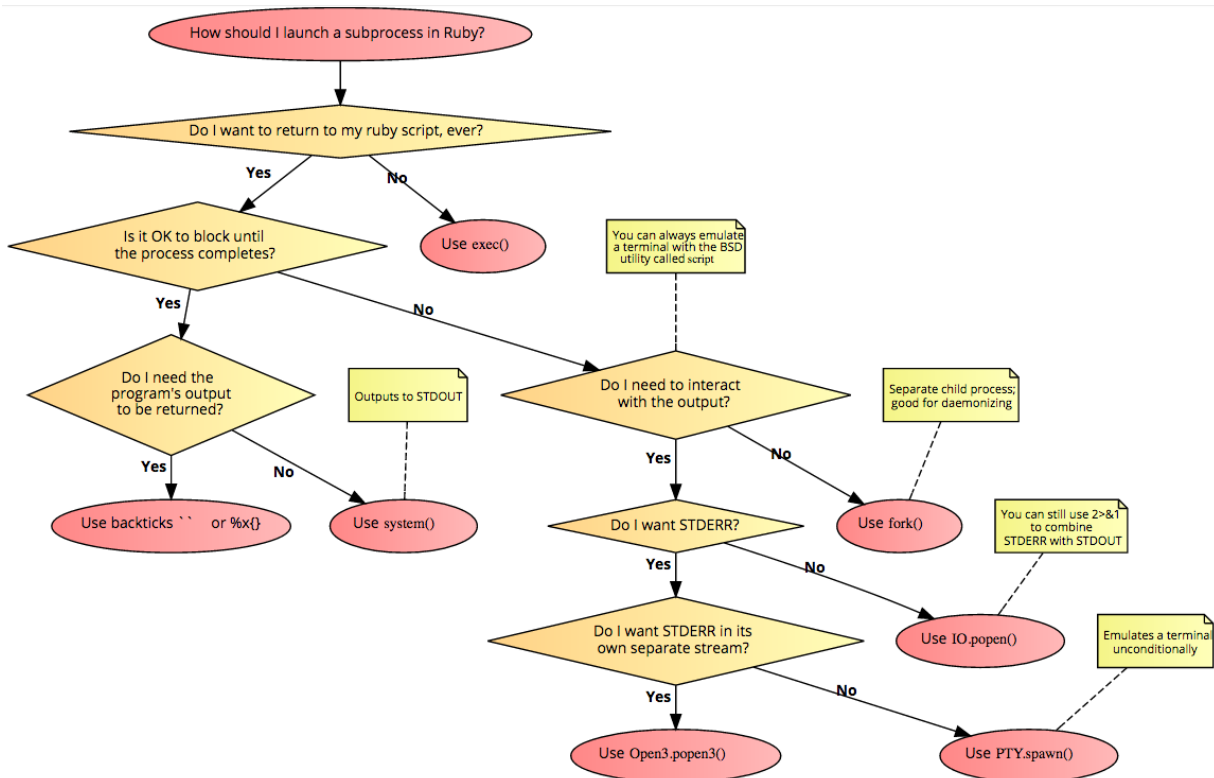 How should I launch a subprocess in Ruby?
Do I want to return to my ruby script, ever?
Yes
No
Is it OK to block until
the process completes?
Use exec()
You can always emulate
a terminal with the BSD
utility called script
Yes
No
Do I need the
program's output
to be returned?
Outputs to STDOUT
Do I need to interact
with the output?
Separate child process;
good for daemonizing
Yes
No
Yes
No
Use backticks ` ` or %x{}
Use system()
Do I want STDERR?
Use fork()
You can still use 2>&1
to combine
STDERR with STDOUT
Yes
No
Do I want STDERR in its
own separate stream?
Use IO.popen()
Emulates a terminal
unconditionally
Yes
No
Use Open3.popen3()
Use PTY.spawn()